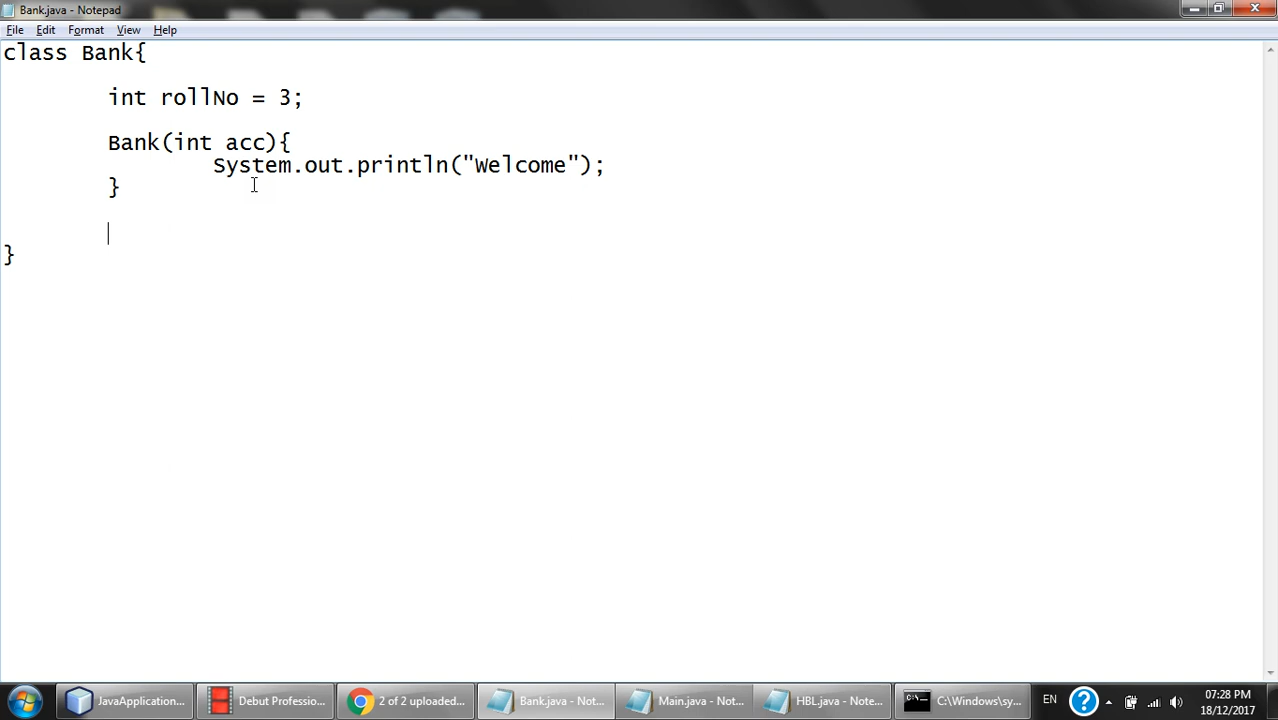 Bank.java - Notepad
File Edit Format View Help
class Bank{
int rollNo = 3;
Bank(int acc){
System.out.println("Welcome");
}
}
JavaApplication... Debut Professio... 2 of 2 uploaded... Bank.java - Not... Main.java - Not... HBL.java - Note... C:\Windows\sy... EN ? 07:28 PM
18/12/2017